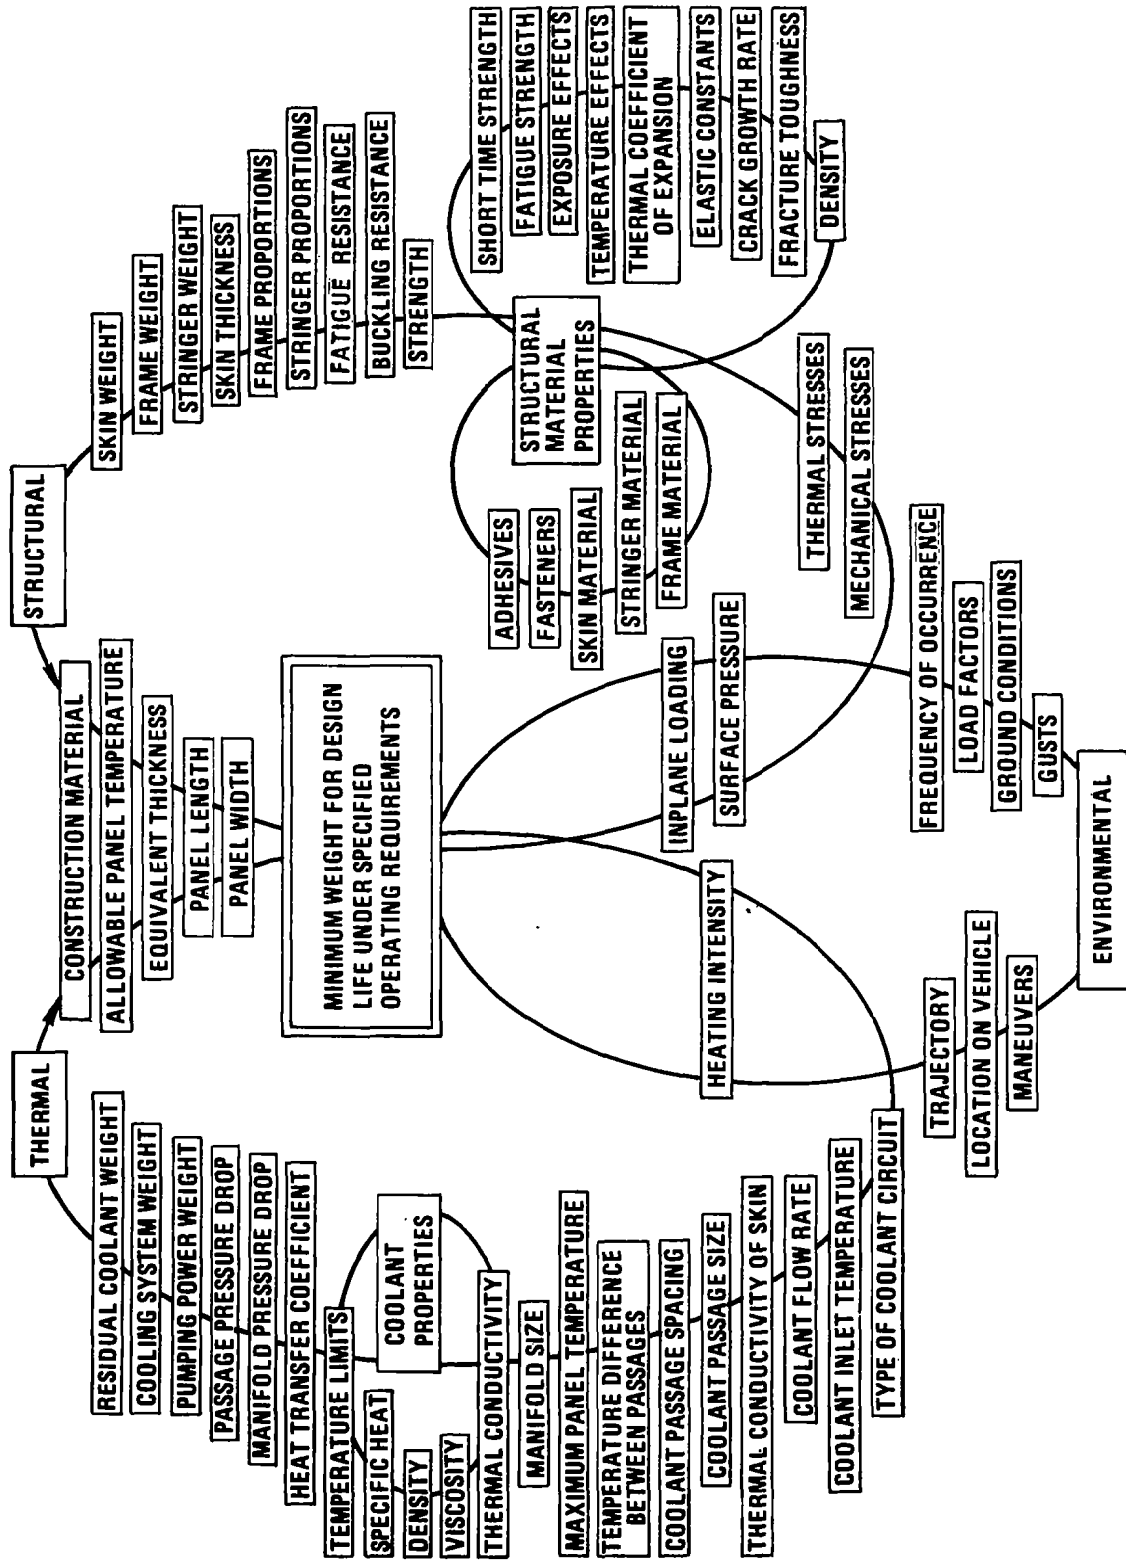 THERMAL
STRUCTURAL
CONSTRUCTION MATERIAL
ALLOWABLE PANEL TEMPERATURE
EQUIVALENT THICKNESS
PANEL LENGTH
PANEL WIDTH
MINIMUM WEIGHT FOR DESIGN
LIFE UNDER SPECIFIED
OPERATING REQUIREMENTS
RESIDUAL COOLANT WEIGHT
COOLING SYSTEM WEIGHT
PUMPING POWER WEIGHT
PASSAGE PRESSURE DROP
MANIFOLD PRESSURE DROP
HEAT TRANSFER COEFFICIENT
TEMPERATURE LIMITS
SPECIFIC HEAT
DENSITY
VISCOSITY
THERMAL CONDUCTIVITY
COOLANT
PROPERTIES
MANIFOLD SIZE
MAXIMUM PANEL TEMPERATURE
TEMPERATURE DIFFERENCE
BETWEEN PASSAGES
COOLANT PASSAGE SPACING
COOLANT PASSAGE SIZE
THERMAL CONDUCTIVITY OF SKIN
COOLANT FLOW RATE
COOLANT INLET TEMPERATURE
TYPE OF COOLANT CIRCUIT
SKIN WEIGHT
FRAME WEIGHT
STRINGER WEIGHT
SKIN THICKNESS
FRAME PROPORTIONS
STRINGER PROPORTIONS
FATIGUE RESISTANCE
BUCKLING RESISTANCE
STRENGTH
STRUCTURAL
MATERIAL
PROPERTIES
SHORT TIME STRENGTH
FATIGUE STRENGTH
EXPOSURE EFFECTS
TEMPERATURE EFFECTS
THERMAL COEFFICIENT
OF EXPANSION
ELASTIC CONSTANTS
CRACK GROWTH RATE
FRACTURE TOUGHNESS
DENSITY
ADHESIVES
FASTENERS
SKIN MATERIAL
STRINGER MATERIAL
FRAME MATERIAL
THERMAL STRESSES
MECHANICAL STRESSES
HEATING INTENSITY
INPLANE LOADING
SURFACE PRESSURE
TRAJECTORY
LOCATION ON VEHICLE
MANEUVERS
FREQUENCY OF OCCURRENCE
LOAD FACTORS
GROUND CONDITIONS
GUSTS
ENVIRONMENTAL